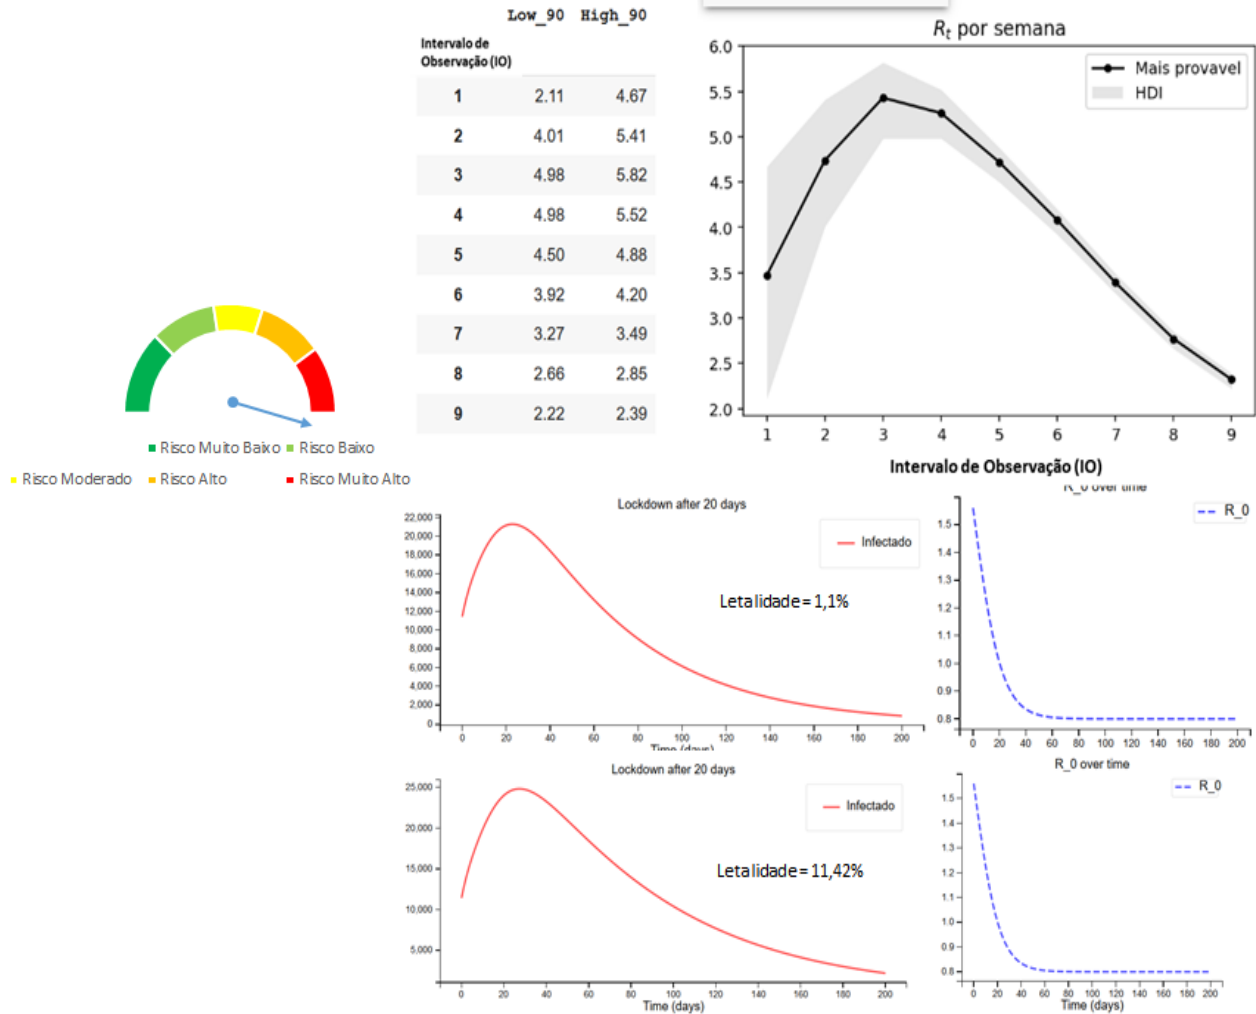 Low_90 High_90
Intervalo de
Observação (IO)
1 2.11 4.67
2 4.01 5.41
3 4.98 5.82
4 4.98 5.52
5 4.50 4.88
6 3.92 4.20
7 3.27 3.49
8 2.66 2.85
9 2.22 2.39
Rt por semana
Mais provavel
HDI
6.0
5.5
5.0
4.5
4.0
3.5
3.0
2.5
2.0
1 2 3 4 5 6 7 8 9
Intervalo de Observação (IO)
Risco Muito Baixo Risco Baixo
Risco Moderado Risco Alto Risco Muito Alto
Lockdown after 20 days
Infectado
Letalidade= 1,1%
22,000
20,000
18,000
16,000
14,000
12,000
10,000
8,000
6,000
4,000
2,000
0
0 20 40 60 80 100 120 140 160 180 200
Time (days)
R_0 over time
R_0
1.5
1.4
1.3
1.2
1.1
1.0
0.9
0.8
0 20 40 60 80 100 120 140 160 180 200
Lockdown after 20 days
Infectado
Letalidade= 11,42%
25,000
20,000
15,000
10,000
5,000
0 20 40 60 80 100 120 140 160 180 200
Time (days)
R_0 over time
R_0
1.5
1.4
1.3
1.2
1.1
1.0
0.9
0.8
0 20 40 60 80 100 120 140 160 180 200
Time (days)